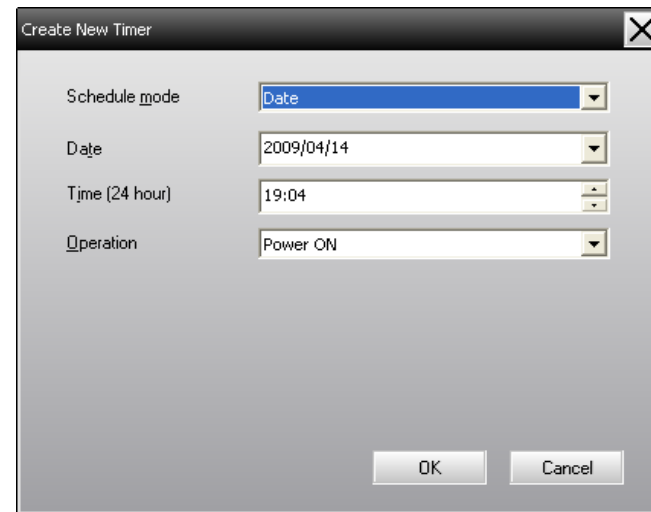 Create New Timer
Schedule mode Date
Date 2009/04/14
Time (24 hour) 19:04
Operation Power ON
OK Cancel